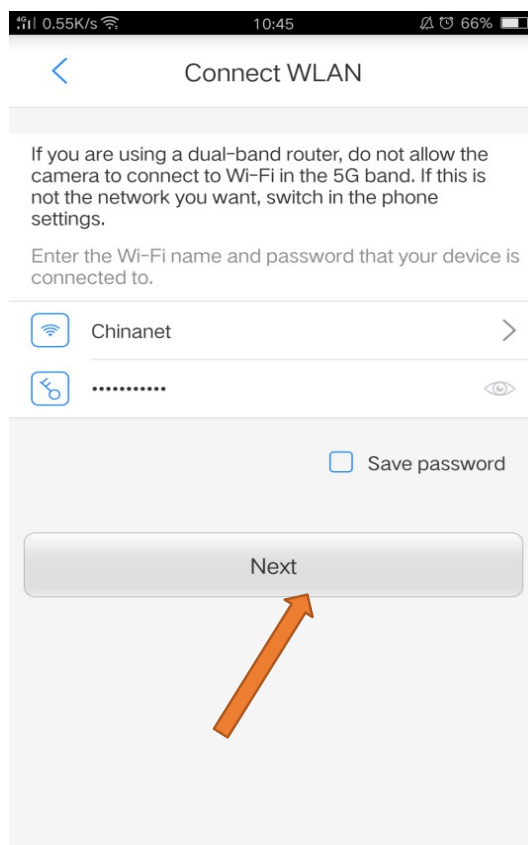 4G 0.55K/s 10:45 66%
Connect WLAN
If you are using a dual-band router, do not allow the
camera to connect to Wi-Fi in the 5G band. If this is
not the network you want, switch in the phone
settings.
Enter the Wi-Fi name and password that your device is
connected to.
Chinanet
•••••••••••
Save password
Next